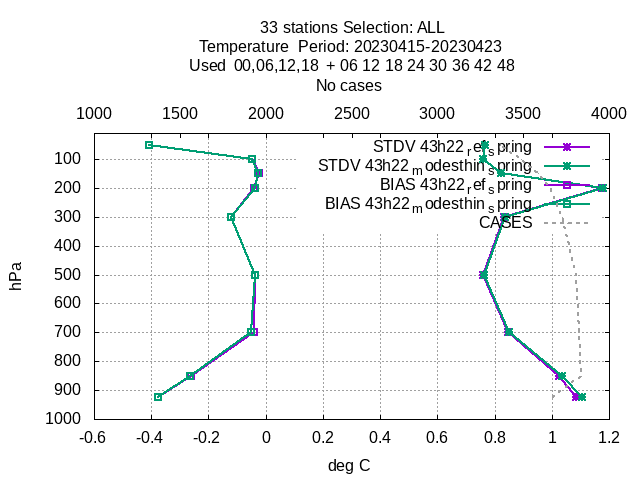 33 stations Selection: ALL
Temperature Period: 20230415-20230423
Used 00,06,12,18 + 06 12 18 24 30 36 42 48
No cases
1000 1500 2000 2500 3000 3500 4000
STDV 43h22_ref_spring
STDV 43h22_modesthin_spring
BIAS 43h22_ref_spring
BIAS 43h22_modesthin_spring
CASES
hPa
100
200
300
400
500
600
700
800
900
1000
-0.6 -0.4 -0.2 0 0.2 0.4 0.6 0.8 1 1.2
deg C